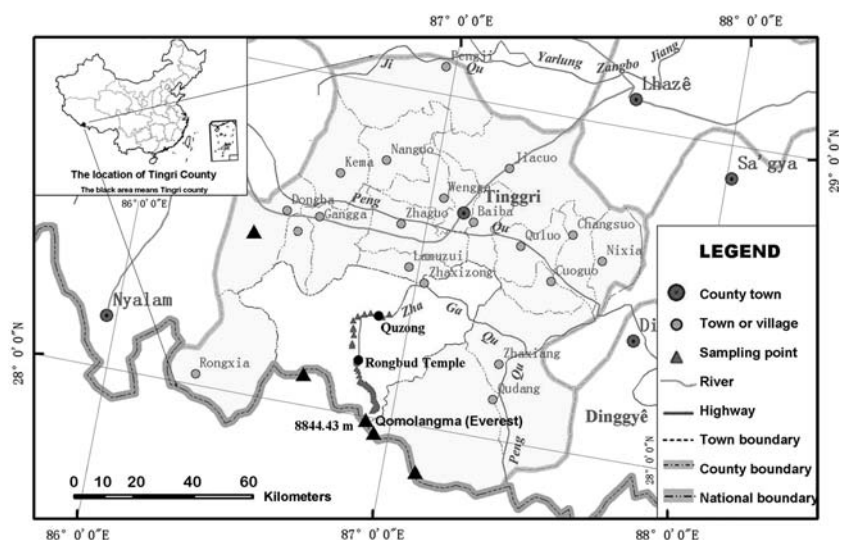 87°0′0″E
88°0′0″E
The location of Tingri County
The black area means Tingri county
86°0′0″E
Pengji
Ji
Qu
Yarlung
Zangbo
Jiang
Lhazê
Nanguo
Kema
Jiacuo
Sa'gya
29°0′0″N
Wengga
Tinggri
Dongba
Peng
Gangga
Zhaguo
Baiba
Qu
Changsuo
Quluo
Nixia
Lamuzui
Zhaxizong
Cuoguo
Nyalam
Zha
Ga
Qu
Quzong
Rongbud Temple
Zhaxiang
Qu
Rongxia
Qudang
Di
Dinggyê
28°0′0″N
8844.43 m
Qomolangma (Everest)
Peng
28°0′0″N
LEGEND
County town
Town or village
Sampling point
River
Highway
Town boundary
County boundary
National boundary
0 10 20 40 60
Kilometers
86°0′0″E
87°0′0″E
88°0′0″E